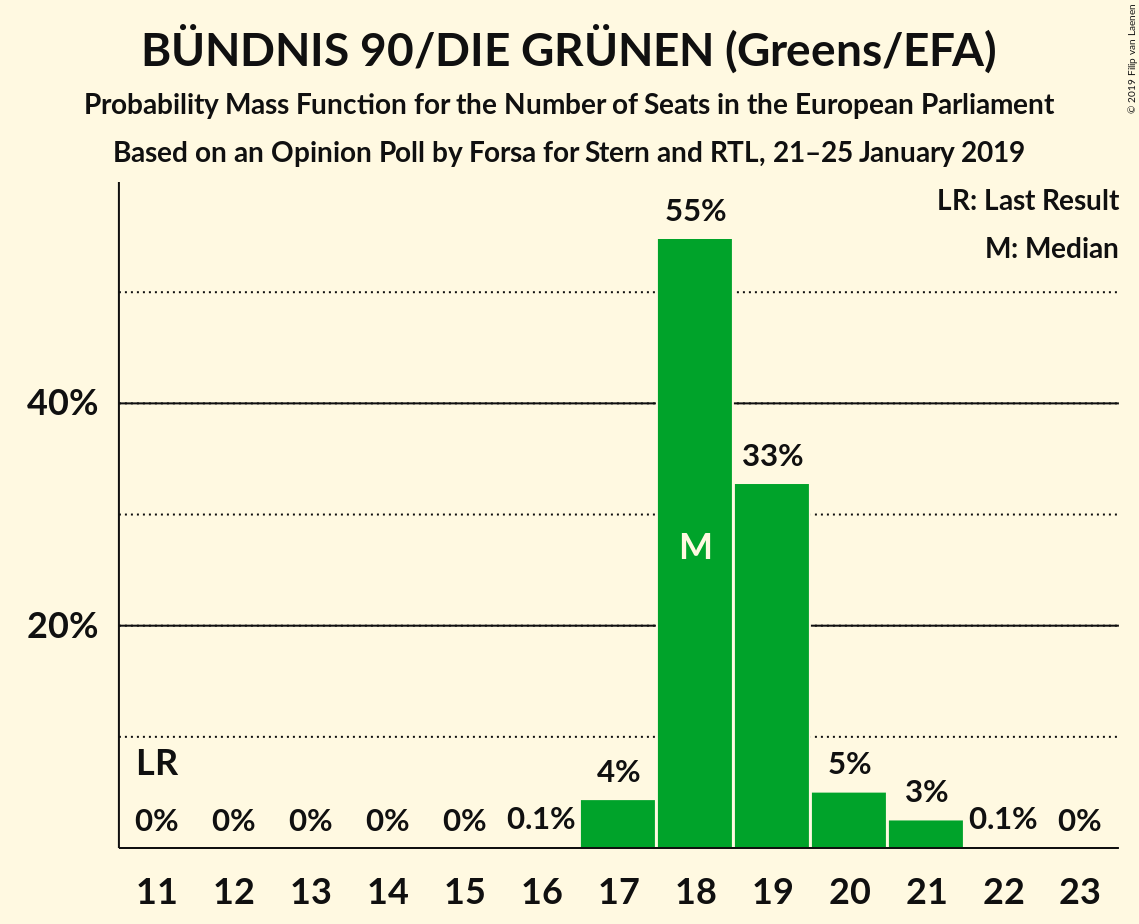 BÜNDNIS 90/DIE GRÜNEN (Greens/EFA)
Probability Mass Function for the Number of Seats in the European Parliament
Based on an Opinion Poll by Forsa for Stern and RTL, 21–25 January 2019
© 2019 Filip van Laenen
LR: Last Result
M: Median
55%
40%
33%
M
20%
LR
0% 0% 0% 0% 0% 0.1% 4% 5% 3% 0.1% 0%
11 12 13 14 15 16 17 18 19 20 21 22 23